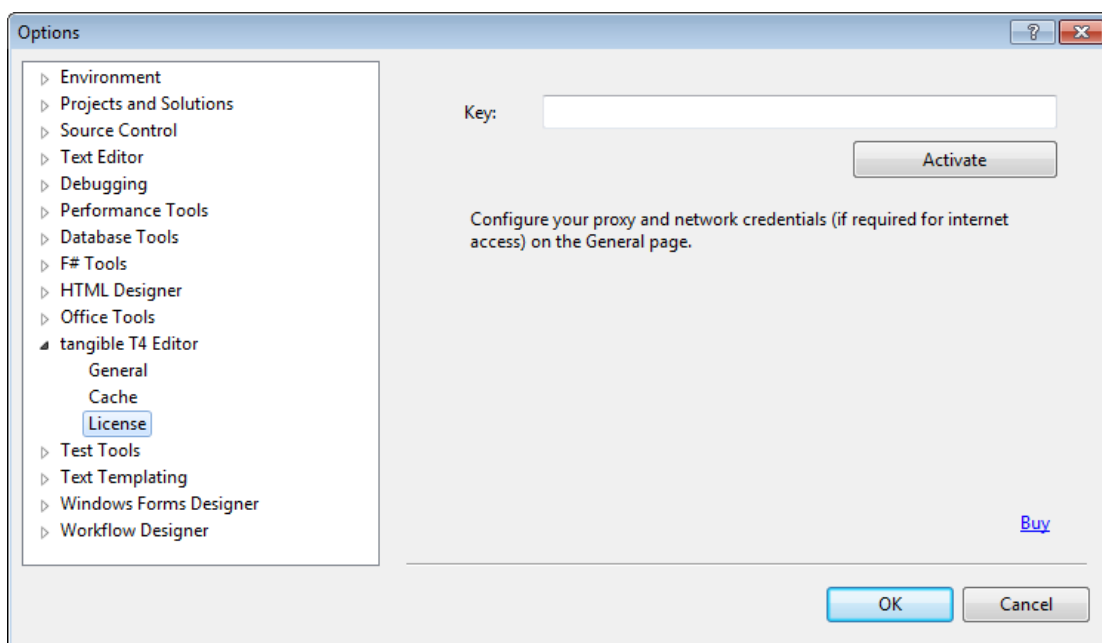 Options
Environment
Projects and Solutions
Source Control
Text Editor
Debugging
Performance Tools
Database Tools
F# Tools
HTML Designer
Office Tools
tangible T4 Editor
General
Cache
License
Test Tools
Text Templating
Windows Forms Designer
Workflow Designer
Key:
Activate
Configure your proxy and network credentials (if required for internet
access) on the General page.
Buy
OK
Cancel